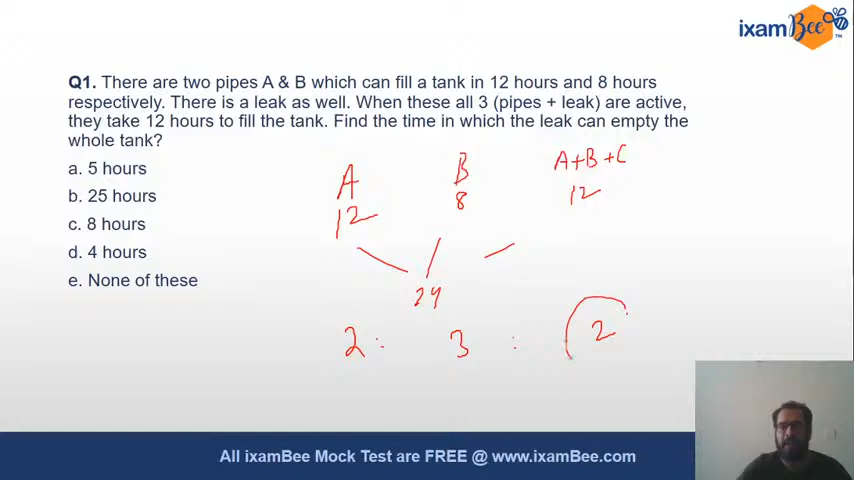 ixamBee
Q1. There are two pipes A & B which can fill a tank in 12 hours and 8 hours
respectively. There is a leak as well. When these all 3 (pipes + leak) are active,
they take 12 hours to fill the tank. Find the time in which the leak can empty the
whole tank?
a. 5 hours
b. 25 hours
c. 8 hours
d. 4 hours
e. None of these
A B A+B+C
12 8 12
24
2 : 3 : 2
All ixamBee Mock Test are FREE @ www.ixamBee.com